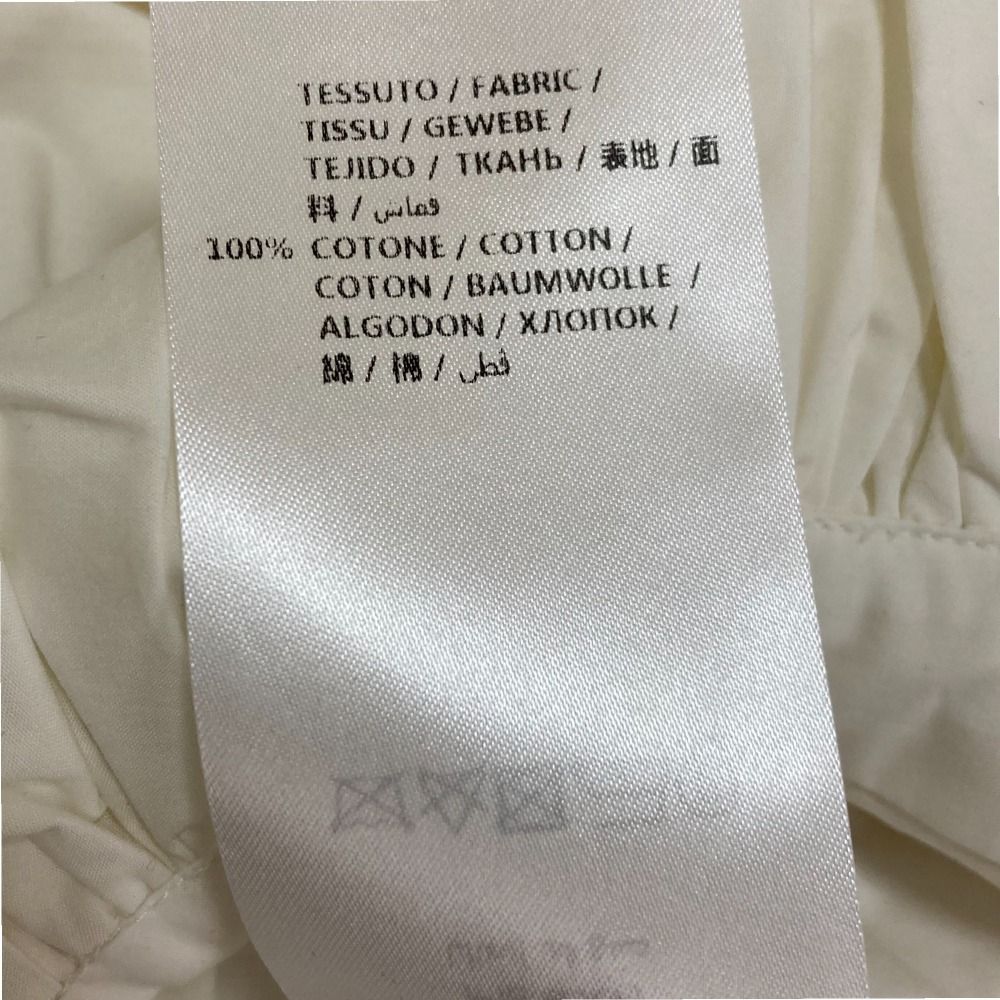 TESSUTO / FABRIC /
TISSU / GEWEBE /
TEJIDO / ТКАНЬ / 表地 / 面
料 / قماش
100% COTONE / COTTON /
COTON / BAUMWOLLE /
ALGODON / ХЛОПОК /
綿 / 棉 / قطن